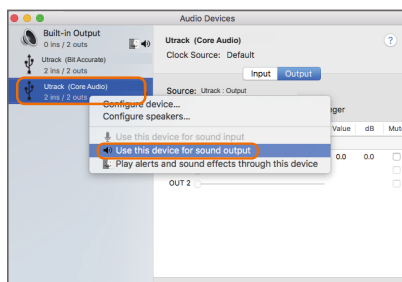 Audio Devices
Built-in Output
0 ins / 2 outs
Utrack (Bit Accurate)
2 ins / 2 outs
Utrack (Core Audio)
2 ins / 2 outs
Utrack (Core Audio)
?
Clock Source: Default
Input Output
Source: Utrack : Output
Configure device...
Configure speakers...
Use this device for sound input
Use this device for sound output
Play alerts and sound effects through this device
Value dB Mute
0.0 0.0
OUT 2